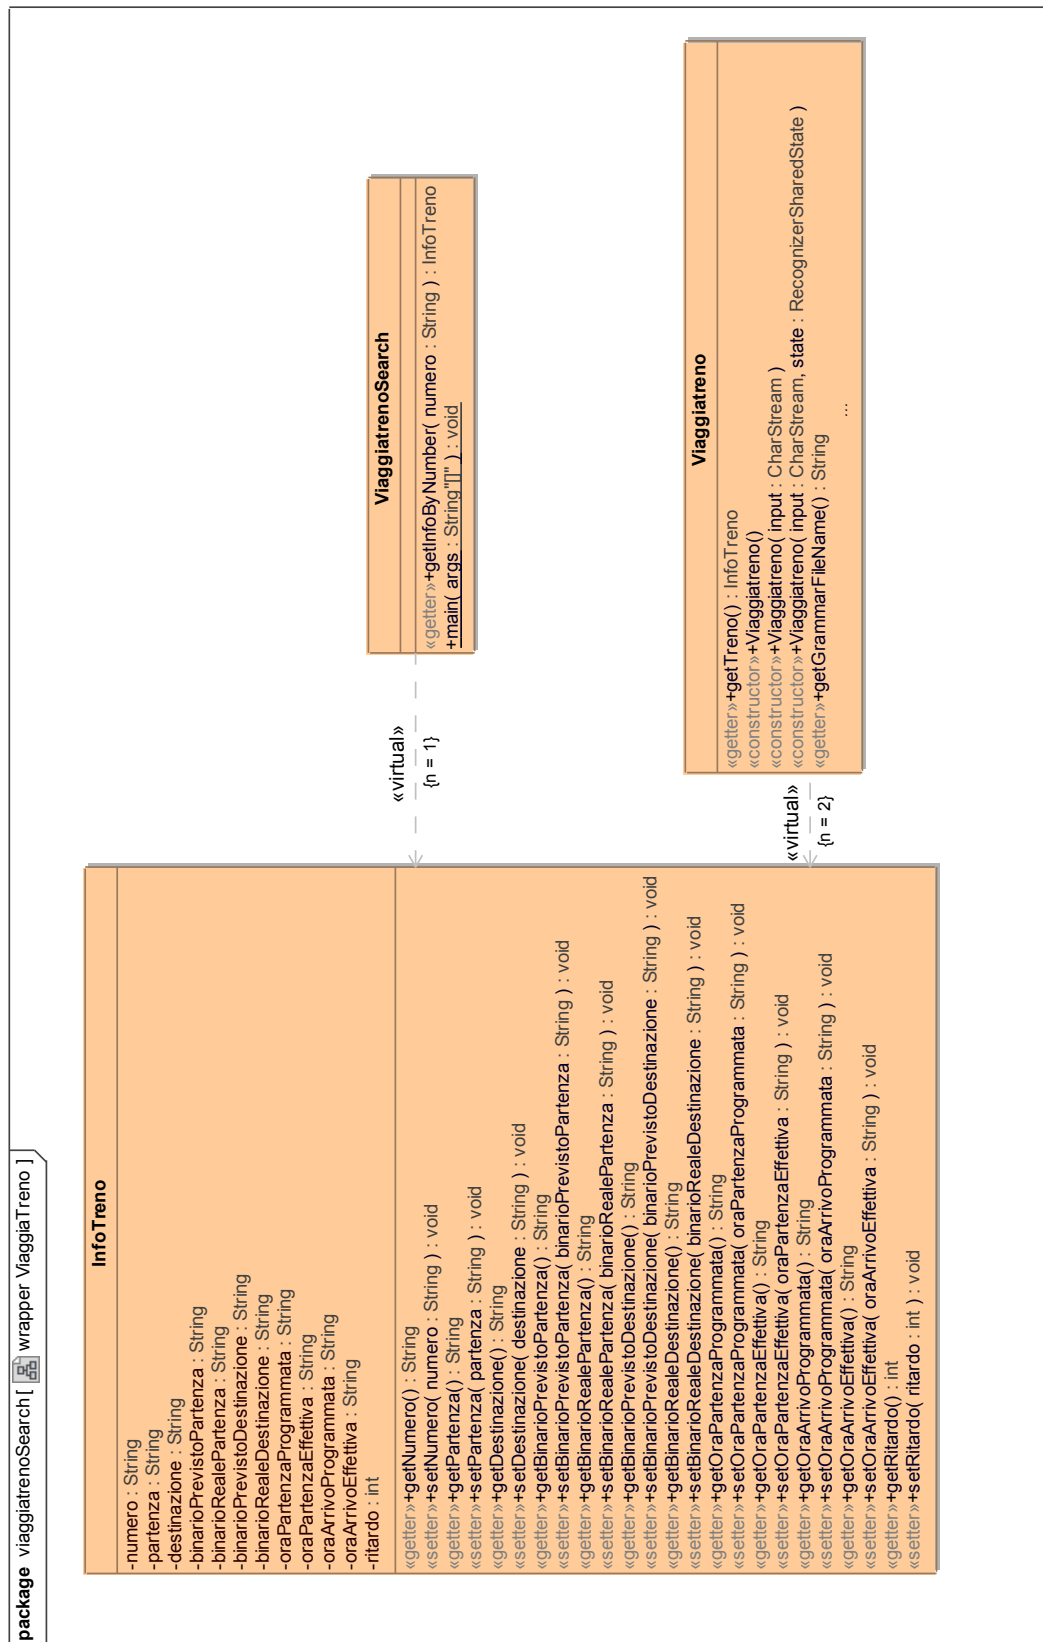 package viaggiatrenoSearch [ wrapper ViaggiaTreno ]
InfoTreno
-numero : String
-partenza : String
-destinazione : String
-binarioPrevistoPartenza : String
-binarioRealePartenza : String
-binarioPrevistoDestinazione : String
-binarioRealeDestinazione : String
-oraPartenzaProgrammata : String
-oraPartenzaEffettiva : String
-oraArrivoProgrammata : String
-oraArrivoEffettiva : String
-ritardo : int
«getter»+getNumero() : String
«setter»+setNumero( numero : String ) : void
«getter»+getPartenza() : String
«setter»+setPartenza( partenza : String ) : void
«getter»+getDestinazione() : String
«setter»+setDestinazione( destinazione : String ) : void
«getter»+getBinarioPrevistoPartenza() : String
«setter»+setBinarioPrevistoPartenza( binarioPrevistoPartenza : String ) : void
«getter»+getBinarioRealePartenza() : String
«setter»+setBinarioRealePartenza( binarioRealePartenza : String ) : void
«getter»+getBinarioPrevistoDestinazione() : String
«setter»+setBinarioPrevistoDestinazione( binarioPrevistoDestinazione : String ) : void
«getter»+getBinarioRealeDestinazione() : String
«setter»+setBinarioRealeDestinazione( binarioRealeDestinazione : String ) : void
«getter»+getOraPartenzaProgrammata() : String
«setter»+setOraPartenzaProgrammata( oraPartenzaProgrammata : String ) : void
«getter»+getOraPartenzaEffettiva() : String
«setter»+setOraPartenzaEffettiva( oraPartenzaEffettiva : String ) : void
«getter»+getOraArrivoProgrammata() : String
«setter»+setOraArrivoProgrammata( oraArrivoProgrammata : String ) : void
«getter»+getOraArrivoEffettiva() : String
«setter»+setOraArrivoEffettiva( oraArrivoEffettiva : String ) : void
«getter»+getRitardo() : int
«setter»+setRitardo( ritardo : int ) : void
«virtual»
{n = 1}
ViaggiatrenoSearch
«getter»+getInfoByNumber( numero : String ) : InfoTreno
+main( args : String"[]" ) : void
«virtual»
{n = 2}
Viaggiatreno
«getter»+getTreno() : InfoTreno
«constructor»+Viaggiatreno()
«constructor»+Viaggiatreno( input : CharStream )
«constructor»+Viaggiatreno( input : CharStream, state : RecognizerSharedState )
«getter»+getGrammarFileName() : String
...